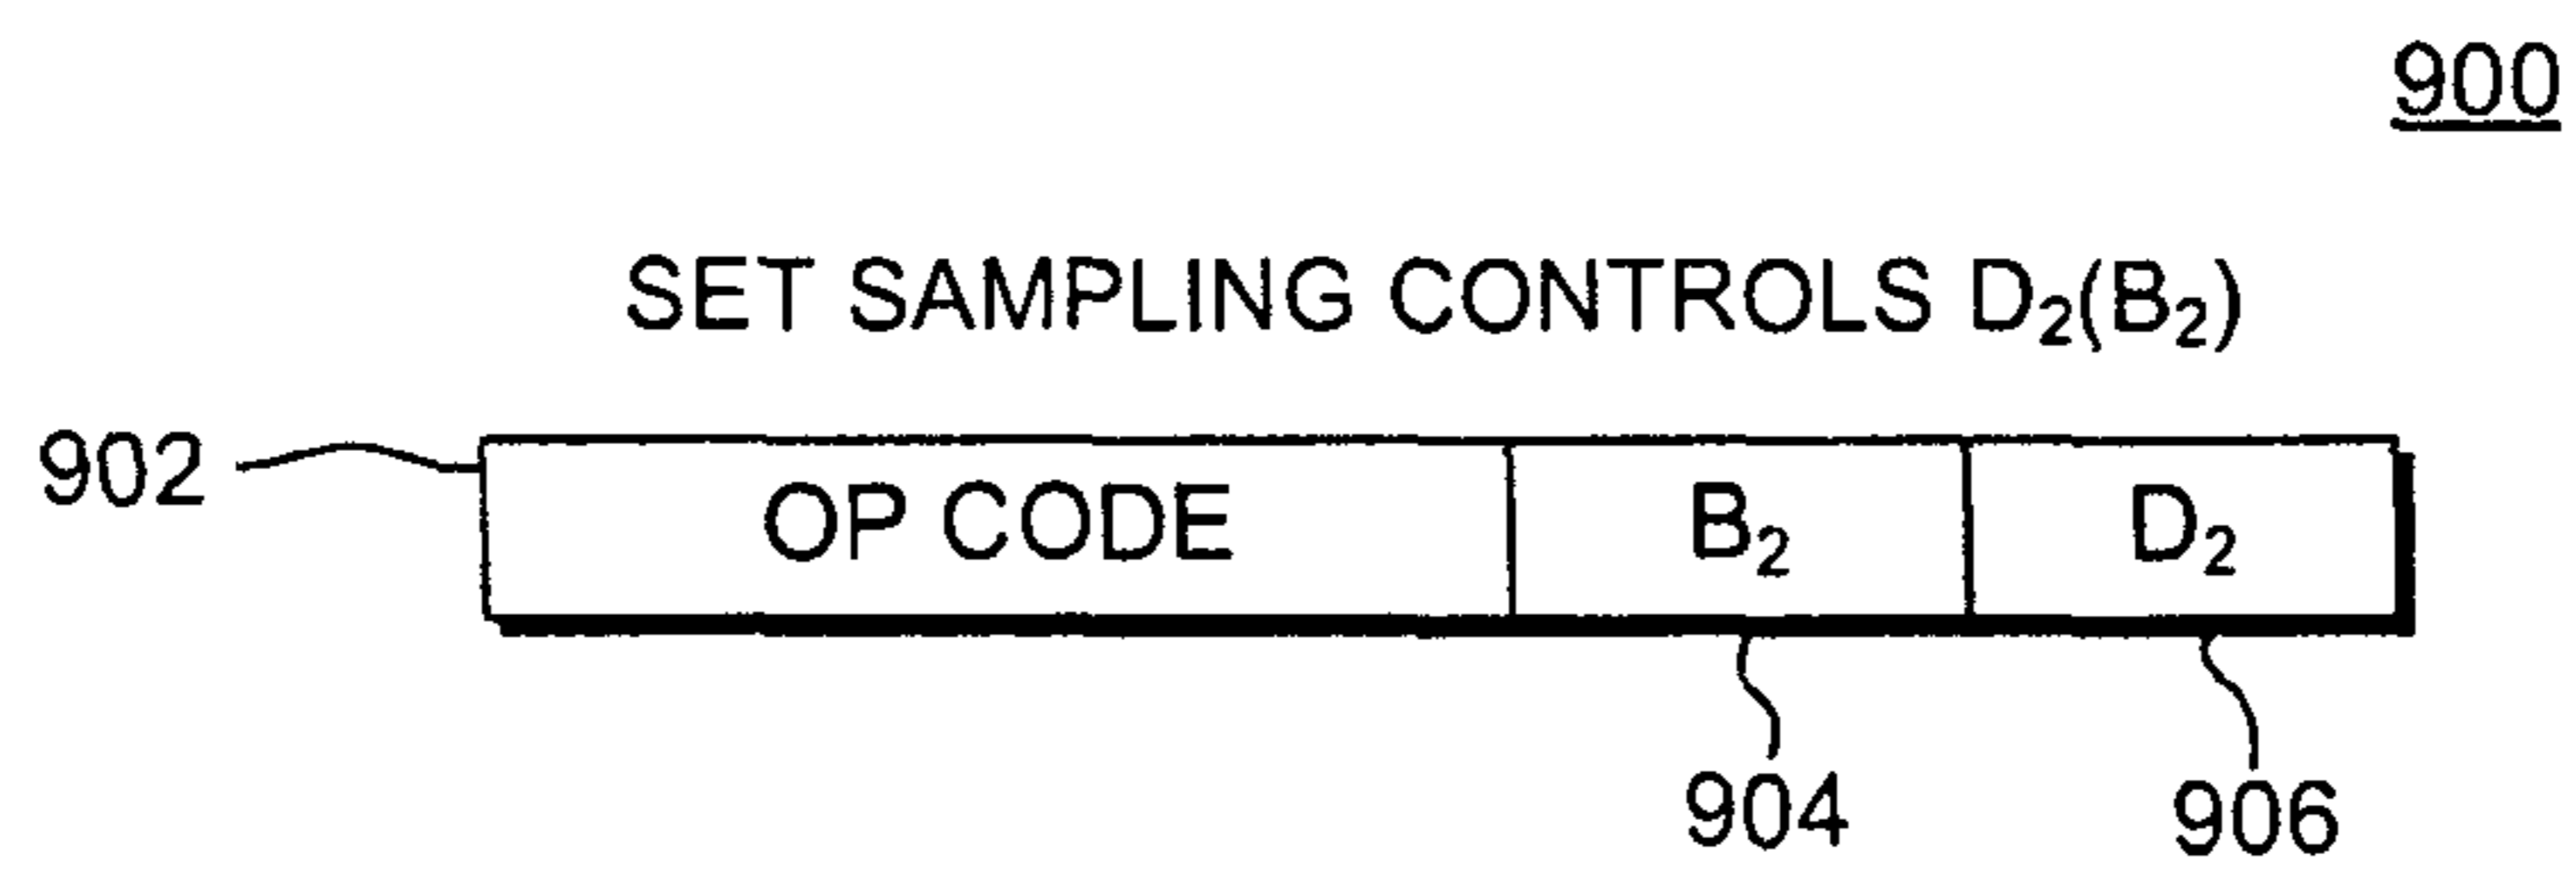 900
SET SAMPLING CONTROLS D₂(B₂)
902 OP CODE B₂ D₂
904 906